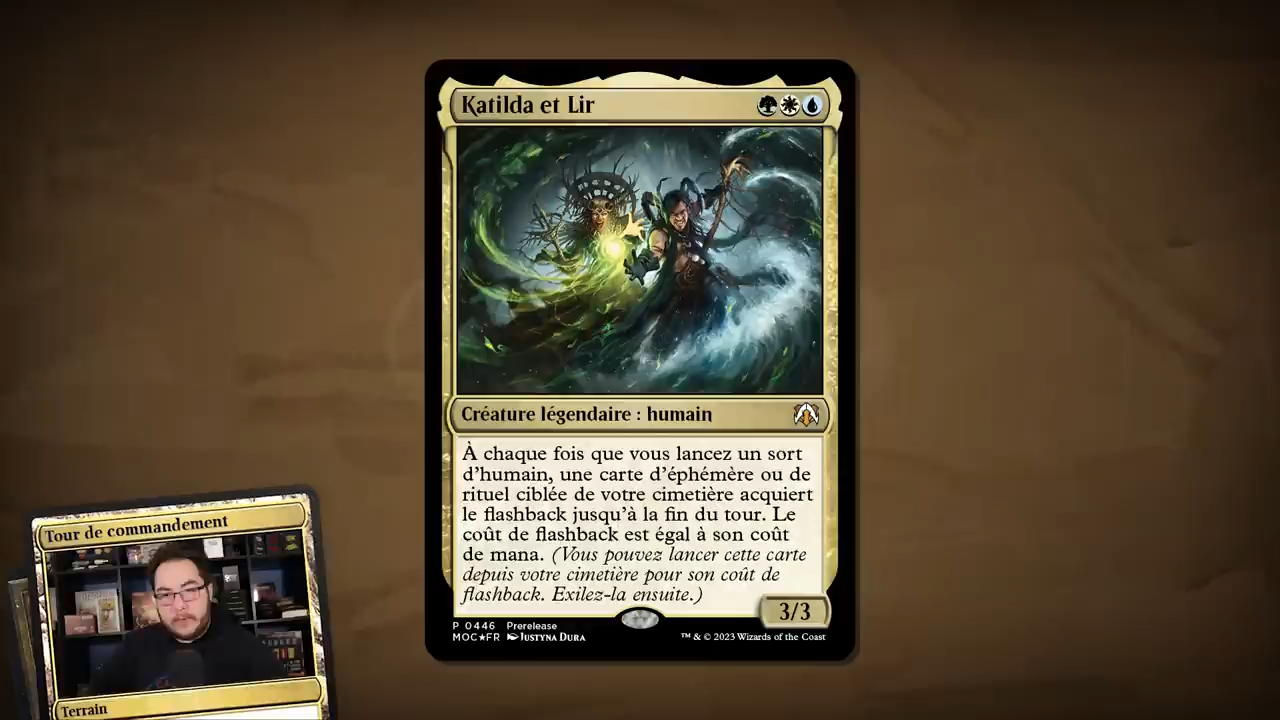 Katilda et Lir
Créature légendaire : humain
À chaque fois que vous lancez un sort
d'humain, une carte d'éphémère ou de
rituel ciblée de votre cimetière acquiert
le flashback jusqu'à la fin du tour. Le
coût de flashback est égal à son coût
de mana. (Vous pouvez lancer cette carte
depuis votre cimetière pour son coût de
flashback. Exilez-la ensuite.)
3/3
P 0446 Prerelease
MOC★FR Justyna Dura
™ & © 2023 Wizards of the Coast
Tour de commandement
Terrain